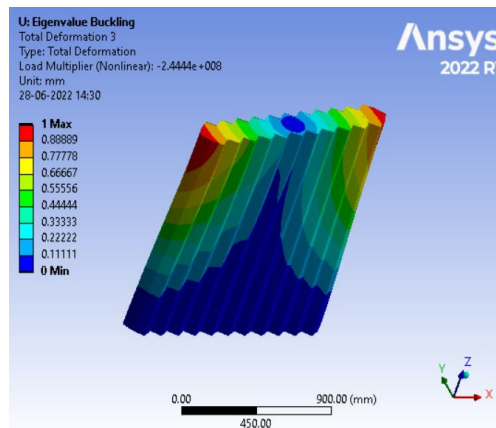 U: Eigenvalue Buckling
Total Deformation 3
Type: Total Deformation
Load Multiplier (Nonlinear): -2.4444e+008
Unit: mm
28-06-2022 14:30
Ansys
2022 R
1 Max
0.88889
0.77778
0.66667
0.55556
0.44444
0.33333
0.22222
0.11111
0 Min
0.00
900.00 (mm)
450.00
Y
Z
X